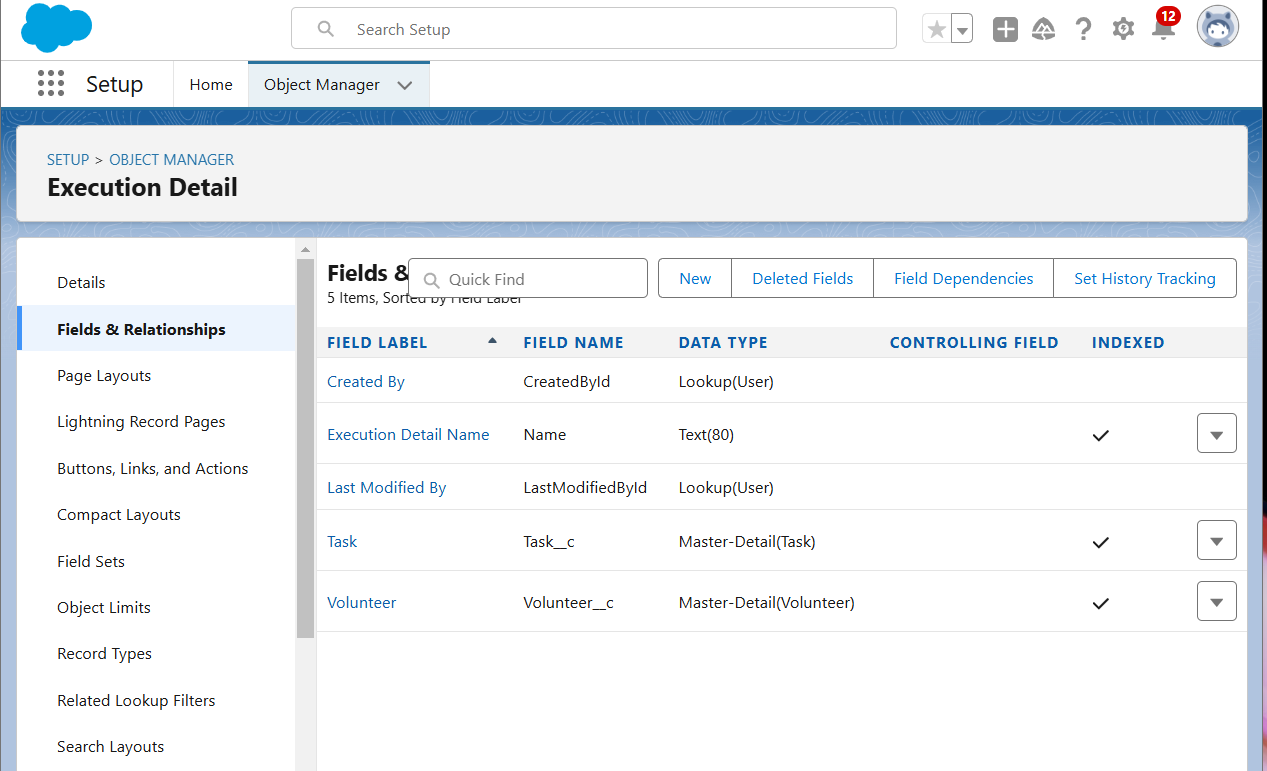 Search Setup
12
Setup
Home
Object Manager
SETUP > OBJECT MANAGER
Execution Detail
Details
Fields & Relationships
Page Layouts
Lightning Record Pages
Buttons, Links, and Actions
Compact Layouts
Field Sets
Object Limits
Record Types
Related Lookup Filters
Search Layouts
Fields &
Quick Find
New
Deleted Fields
Field Dependencies
Set History Tracking
5 Items, Sorted by Field Label
FIELD LABEL FIELD NAME DATA TYPE CONTROLLING FIELD INDEXED
Created By CreatedById Lookup(User)
Execution Detail Name Name Text(80)
Last Modified By LastModifiedById Lookup(User)
Task Task__c Master-Detail(Task)
Volunteer Volunteer__c Master-Detail(Volunteer)